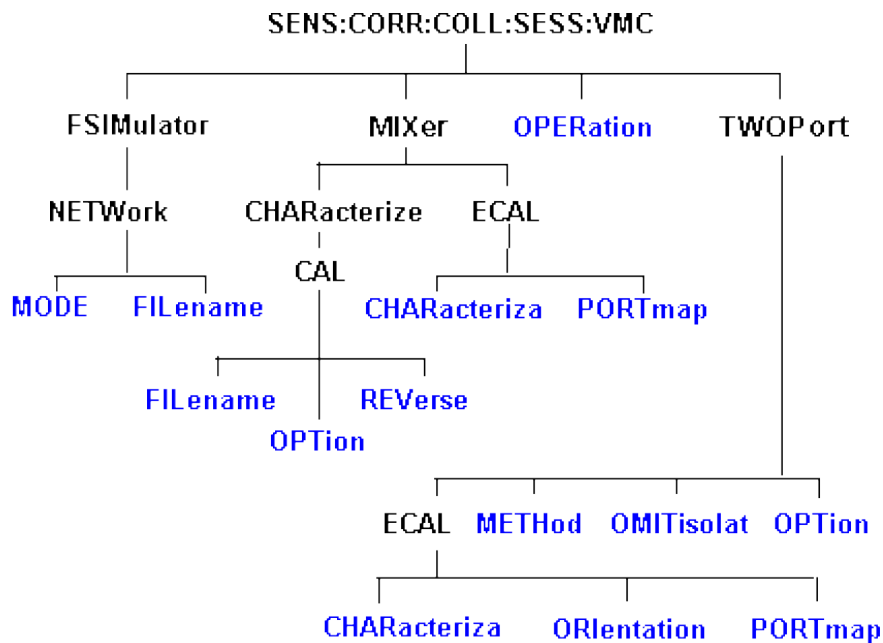 SENS:CORR:COLL:SESS:VMC
FSIMulator MIXer OPERation TWOPort
NETWork CHARacterize ECAL
CAL
MODE FILename CHARacteriza PORTmap
FILename REVerse
OPTion
ECAL METHod OMITisolat OPTion
CHARacteriza ORIentation PORTmap